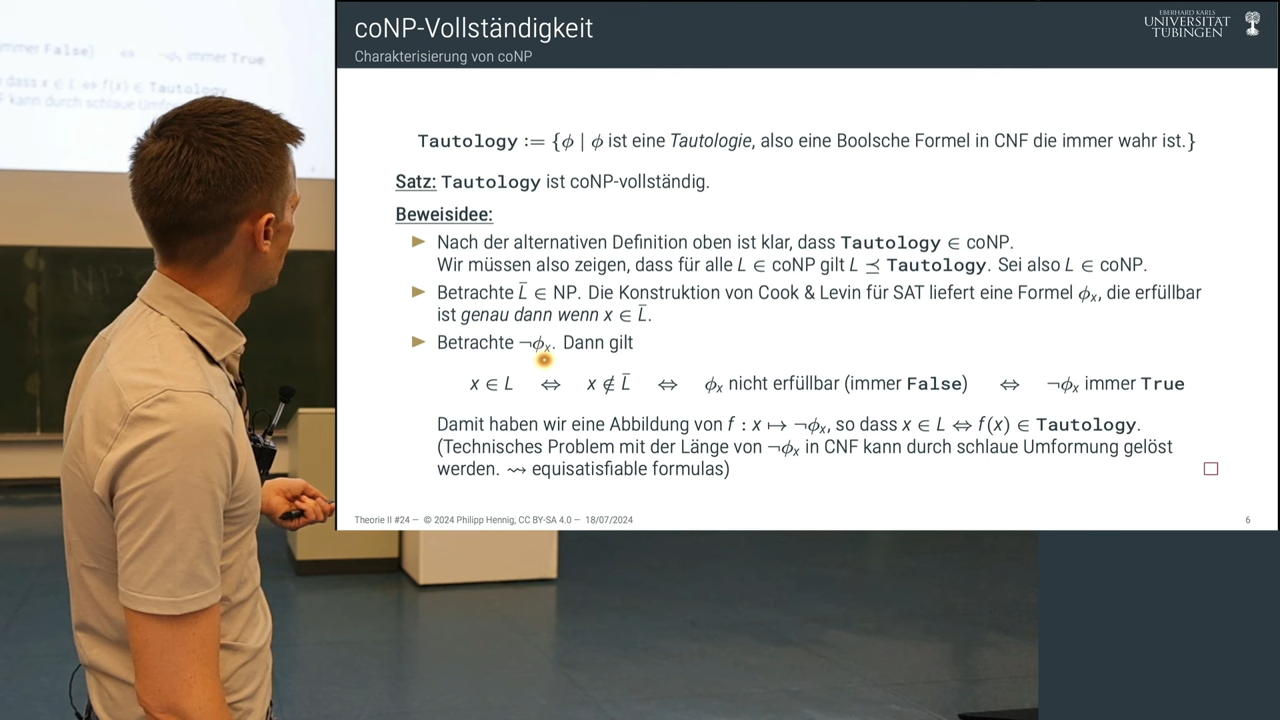 coNP-Vollständigkeit
Charakterisierung von coNP
EBERHARD KARLS
UNIVERSITÄT
TÜBINGEN
Tautology := {ϕ | ϕ ist eine Tautologie, also eine Boolsche Formel in CNF die immer wahr ist.}
Satz: Tautology ist coNP-vollständig.
Beweisidee:
► Nach der alternativen Definition oben ist klar, dass Tautology ∈ coNP.
Wir müssen also zeigen, dass für alle L ∈ coNP gilt L ⪯ Tautology. Sei also L ∈ coNP.
► Betrachte L̄ ∈ NP. Die Konstruktion von Cook & Levin für SAT liefert eine Formel ϕₓ, die erfüllbar
ist genau dann wenn x ∈ L̄.
► Betrachte ¬ϕₓ. Dann gilt
x ∈ L ⇔ x ∉ L̄ ⇔ ϕₓ nicht erfüllbar (immer False) ⇔ ¬ϕₓ immer True
Damit haben wir eine Abbildung von f : x ↦ ¬ϕₓ, so dass x ∈ L ⇔ f(x) ∈ Tautology.
(Technisches Problem mit der Länge von ¬ϕₓ in CNF kann durch schlaue Umformung gelöst
werden. ⇝ equisatisfiable formulas)
□
Theorie II #24 — © 2024 Philipp Hennig, CC BY-SA 4.0 — 18/07/2024
6
immer False) ⇔ ¬ϕₓ immer True
dass x ∈ L ⇔ f(x) ∈ Tautology
F kann durch schlaue
NP